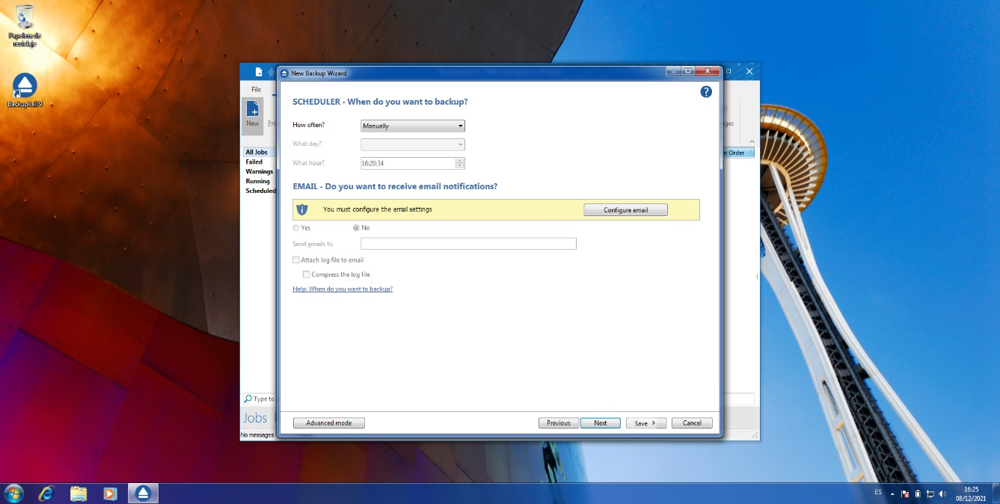 Papelera de
reciclaje
Backup4all 9
New Backup Wizard
File
New
All Jobs
Failed
Warnings
Running
Scheduled
n Order
SCHEDULER - When do you want to backup?
How often?
Manually
What day?
What hour?
16:20:34
EMAIL - Do you want to receive email notifications?
You must configure the email settings
Configure email
Yes
No
Send emails to
Attach log file to email
Compress the log file
Help: When do you want to backup?
Type to
Jobs
No messages
Advanced mode
Previous
Next
Save
Cancel
ES
16:25
08/12/2021